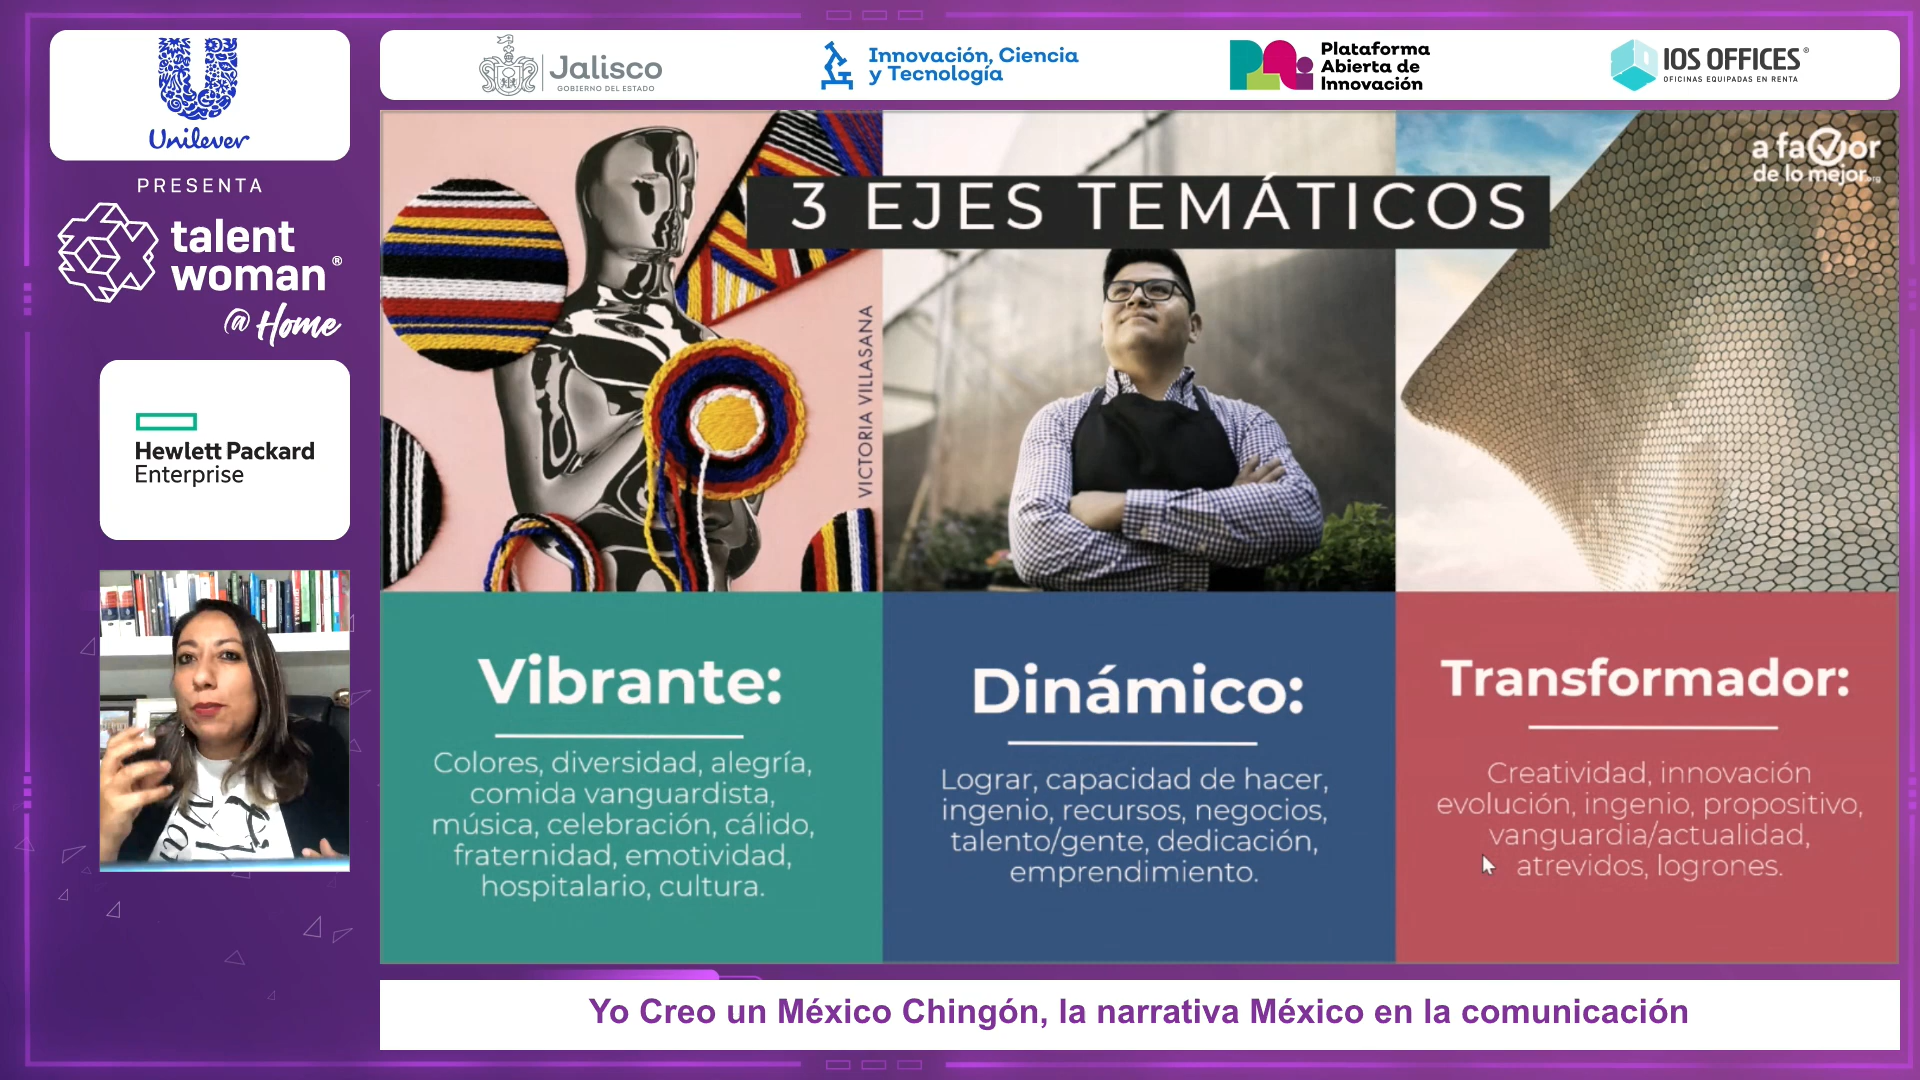 Unilever
PRESENTA
talent
woman®
@Home
Hewlett Packard
Enterprise
Jalisco
GOBIERNO DEL ESTADO
Innovación, Ciencia
y Tecnología
Plataforma
Abierta de
Innovación
IOS OFFICES®
OFICINAS EQUIPADAS EN RENTA
a favor
de lo mejor.org
3 EJES TEMÁTICOS
VICTORIA VILLASANA
Vibrante:
Colores, diversidad, alegría,
comida vanguardista,
música, celebración, cálido,
fraternidad, emotividad,
hospitalario, cultura.
Dinámico:
Lograr, capacidad de hacer,
ingenio, recursos, negocios,
talento/gente, dedicación,
emprendimiento.
Transformador:
Creatividad, innovación
evolución, ingenio, propositivo,
vanguardia/actualidad,
atrevidos, logrones.
Yo Creo un México Chingón, la narrativa México en la comunicación